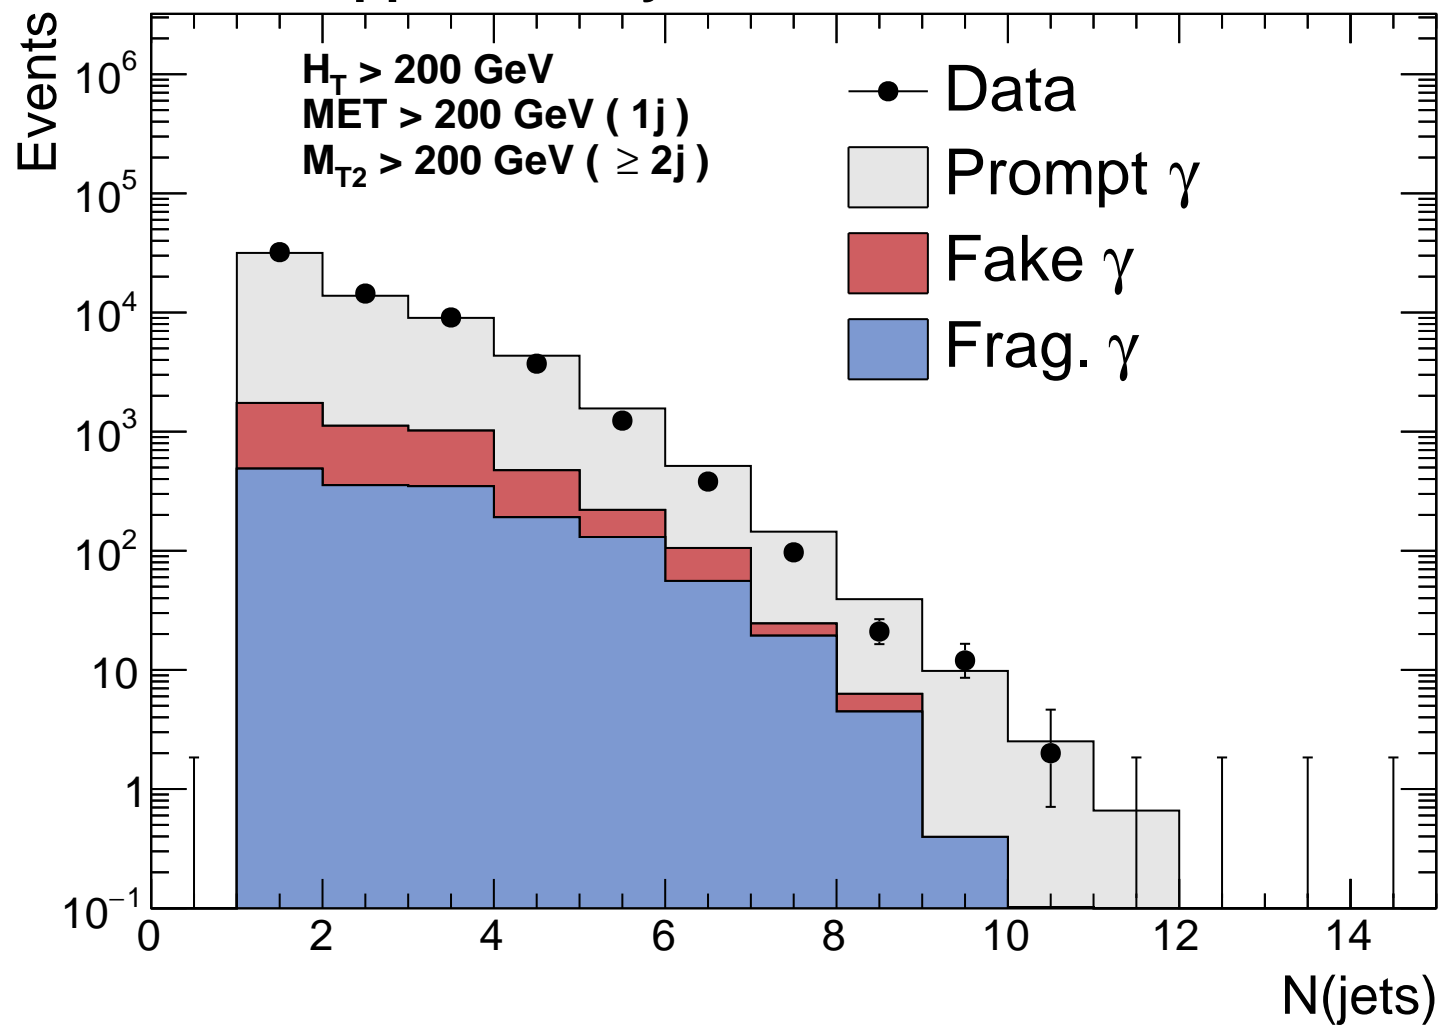 Events
H_T > 200 GeV
MET > 200 GeV ( 1j )
M_T2 > 200 GeV ( ≥ 2j )
Data
Prompt γ
Fake γ
Frag. γ
10^6
10^5
10^4
10^3
10^2
10
1
10^−1
0 2 4 6 8 10 12 14
N(jets)